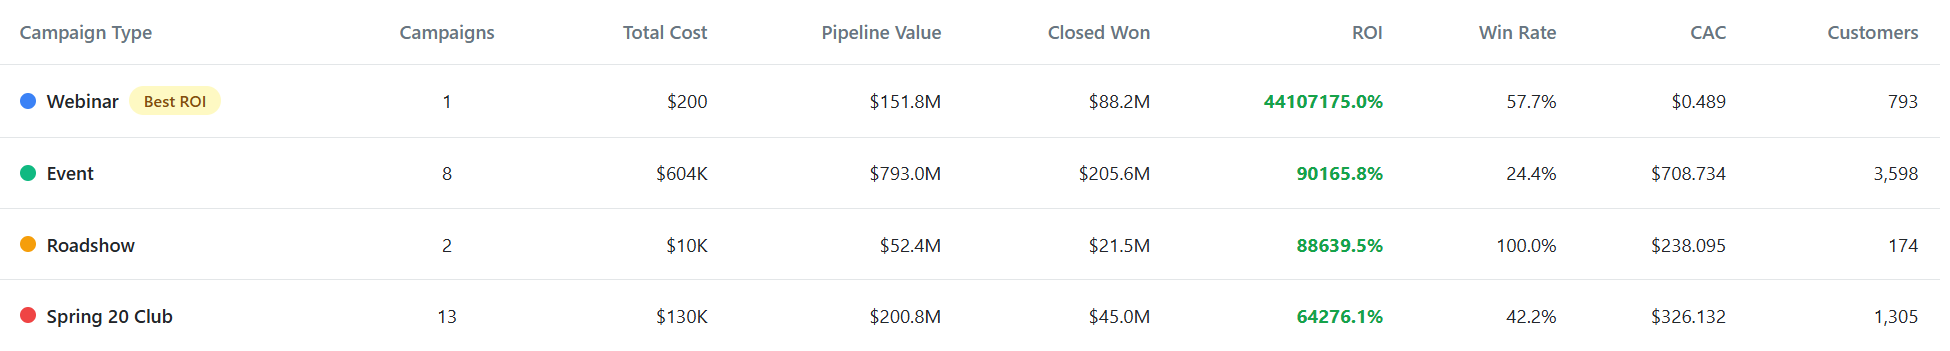 Campaign Type Campaigns Total Cost Pipeline Value Closed Won ROI Win Rate CAC Customers
Webinar Best ROI 1 $200 $151.8M $88.2M 44107175.0% 57.7% $0.489 793
Event 8 $604K $793.0M $205.6M 90165.8% 24.4% $708.734 3,598
Roadshow 2 $10K $52.4M $21.5M 88639.5% 100.0% $238.095 174
Spring 20 Club 13 $130K $200.8M $45.0M 64276.1% 42.2% $326.132 1,305